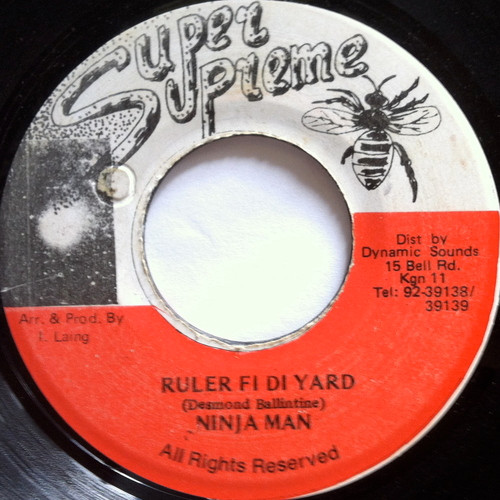 Super
Supreme
Dist by
Dynamic Sounds
15 Bell Rd.
Kgn 11
Tel: 92-39138/
39139
Arr. & Prod. By
T. Laing
RULER FI DI YARD
(Desmond Ballintine)
NINJA MAN
All Rights Reserved